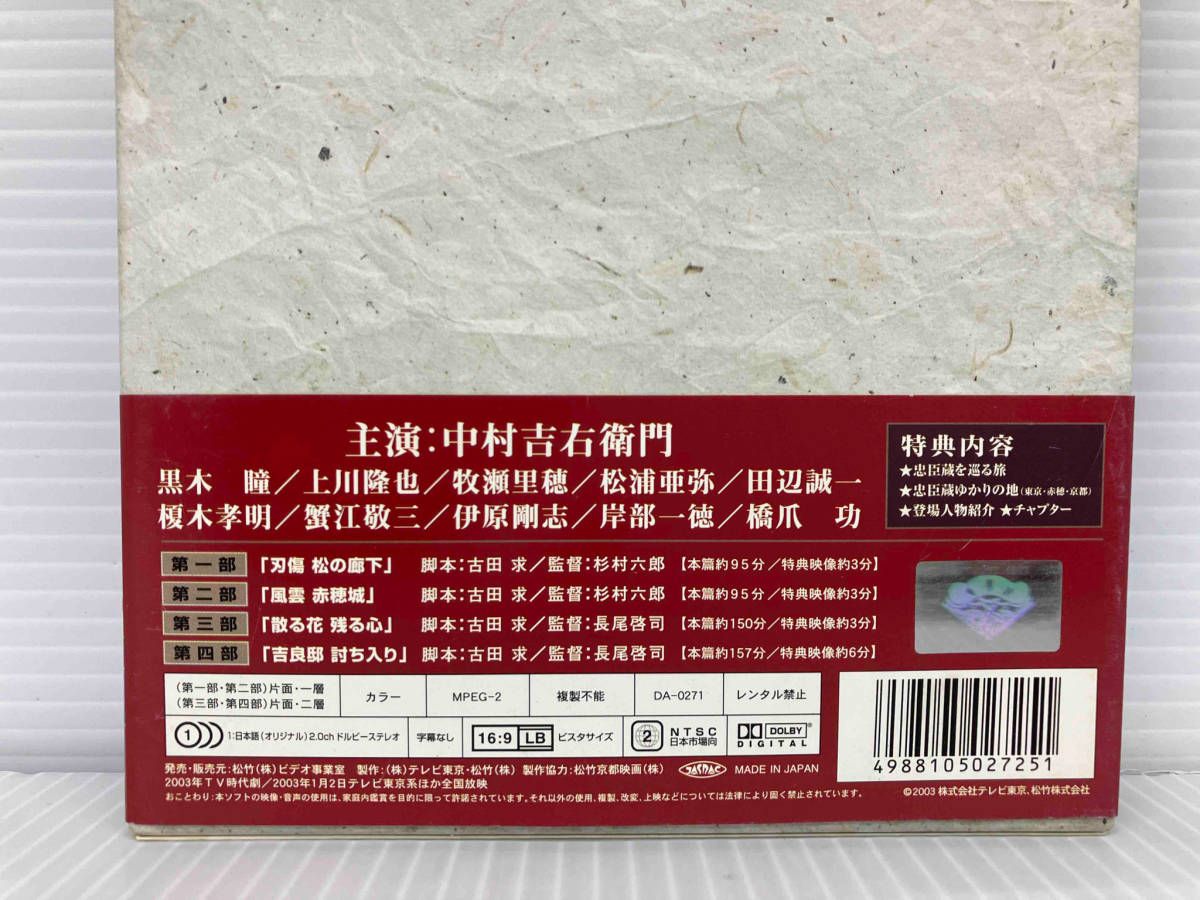 主演：中村吉右衛門
黒木　瞳／上川隆也／牧瀬里穂／松浦亜弥／田辺誠一
榎木孝明／蟹江敬三／伊原剛志／岸部一徳／橋爪　功
特典内容
★忠臣蔵を巡る旅
★忠臣蔵ゆかりの地（東京・赤穂・京都）
★登場人物紹介 ★チャプター
第一部 「刃傷 松の廊下」 脚本：古田 求／監督：杉村六郎 【本篇約95分／特典映像約3分】
第二部 「風雲 赤穂城」 脚本：古田 求／監督：杉村六郎 【本篇約95分／特典映像約3分】
第三部 「散る花 残る心」 脚本：古田 求／監督：長尾啓司 【本篇約150分／特典映像約3分】
第四部 「吉良邸 討ち入り」 脚本：古田 求／監督：長尾啓司 【本篇約157分／特典映像約6分】
（第一部・第二部）片面・一層
（第三部・第四部）片面・二層
カラー MPEG-2 複製不能 DA-0271 レンタル禁止
1 1：日本語（オリジナル）2.0ch ドルビーステレオ 字幕なし 16:9 LB ビスタサイズ 2 NTSC 日本市場向 DOLBY DIGITAL
4988105027251
発売・販売元：松竹（株）ビデオ事業室 製作：（株）テレビ東京・松竹（株） 製作協力：松竹京都映画（株） JASRAC MADE IN JAPAN
2003年TV時代劇／2003年1月2日テレビ東京系ほか全国放映
おことわり：本ソフトの映像・音声の使用は、家庭内鑑賞を目的に限って許諾されています。それ以外の使用、複製、改変、上映などについては法律により固く禁止されています。
©2003 株式会社テレビ東京、松竹株式会社